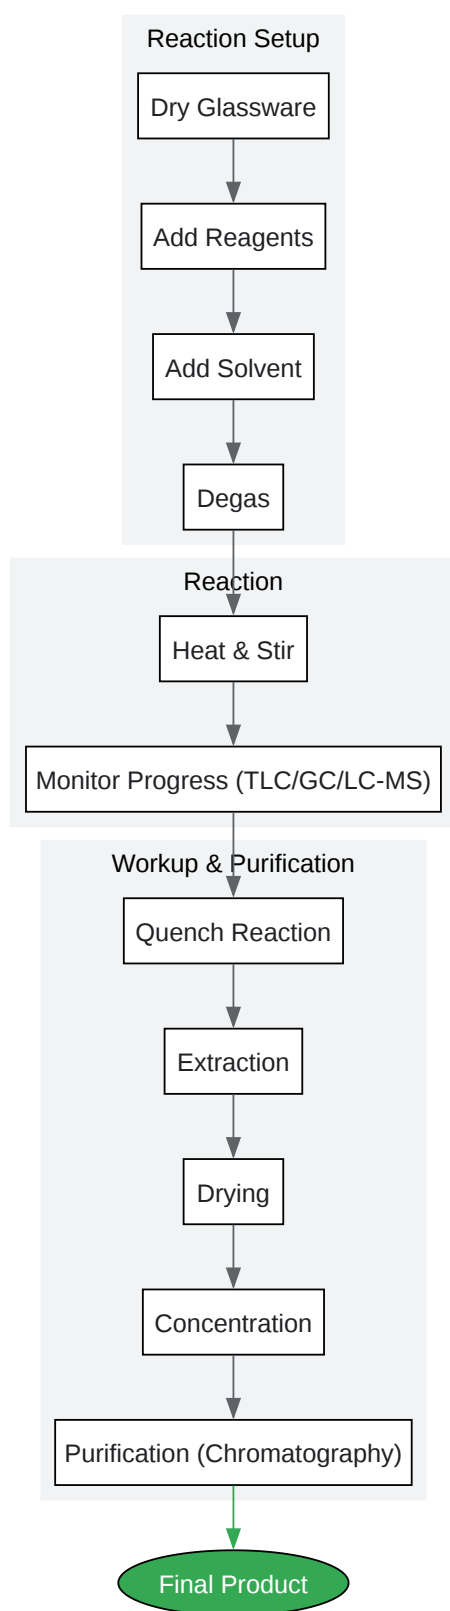 Reaction Setup
Dry Glassware
Add Reagents
Add Solvent
Degas
Reaction
Heat & Stir
Monitor Progress (TLC/GC/LC-MS)
Workup & Purification
Quench Reaction
Extraction
Drying
Concentration
Purification (Chromatography)
Final Product